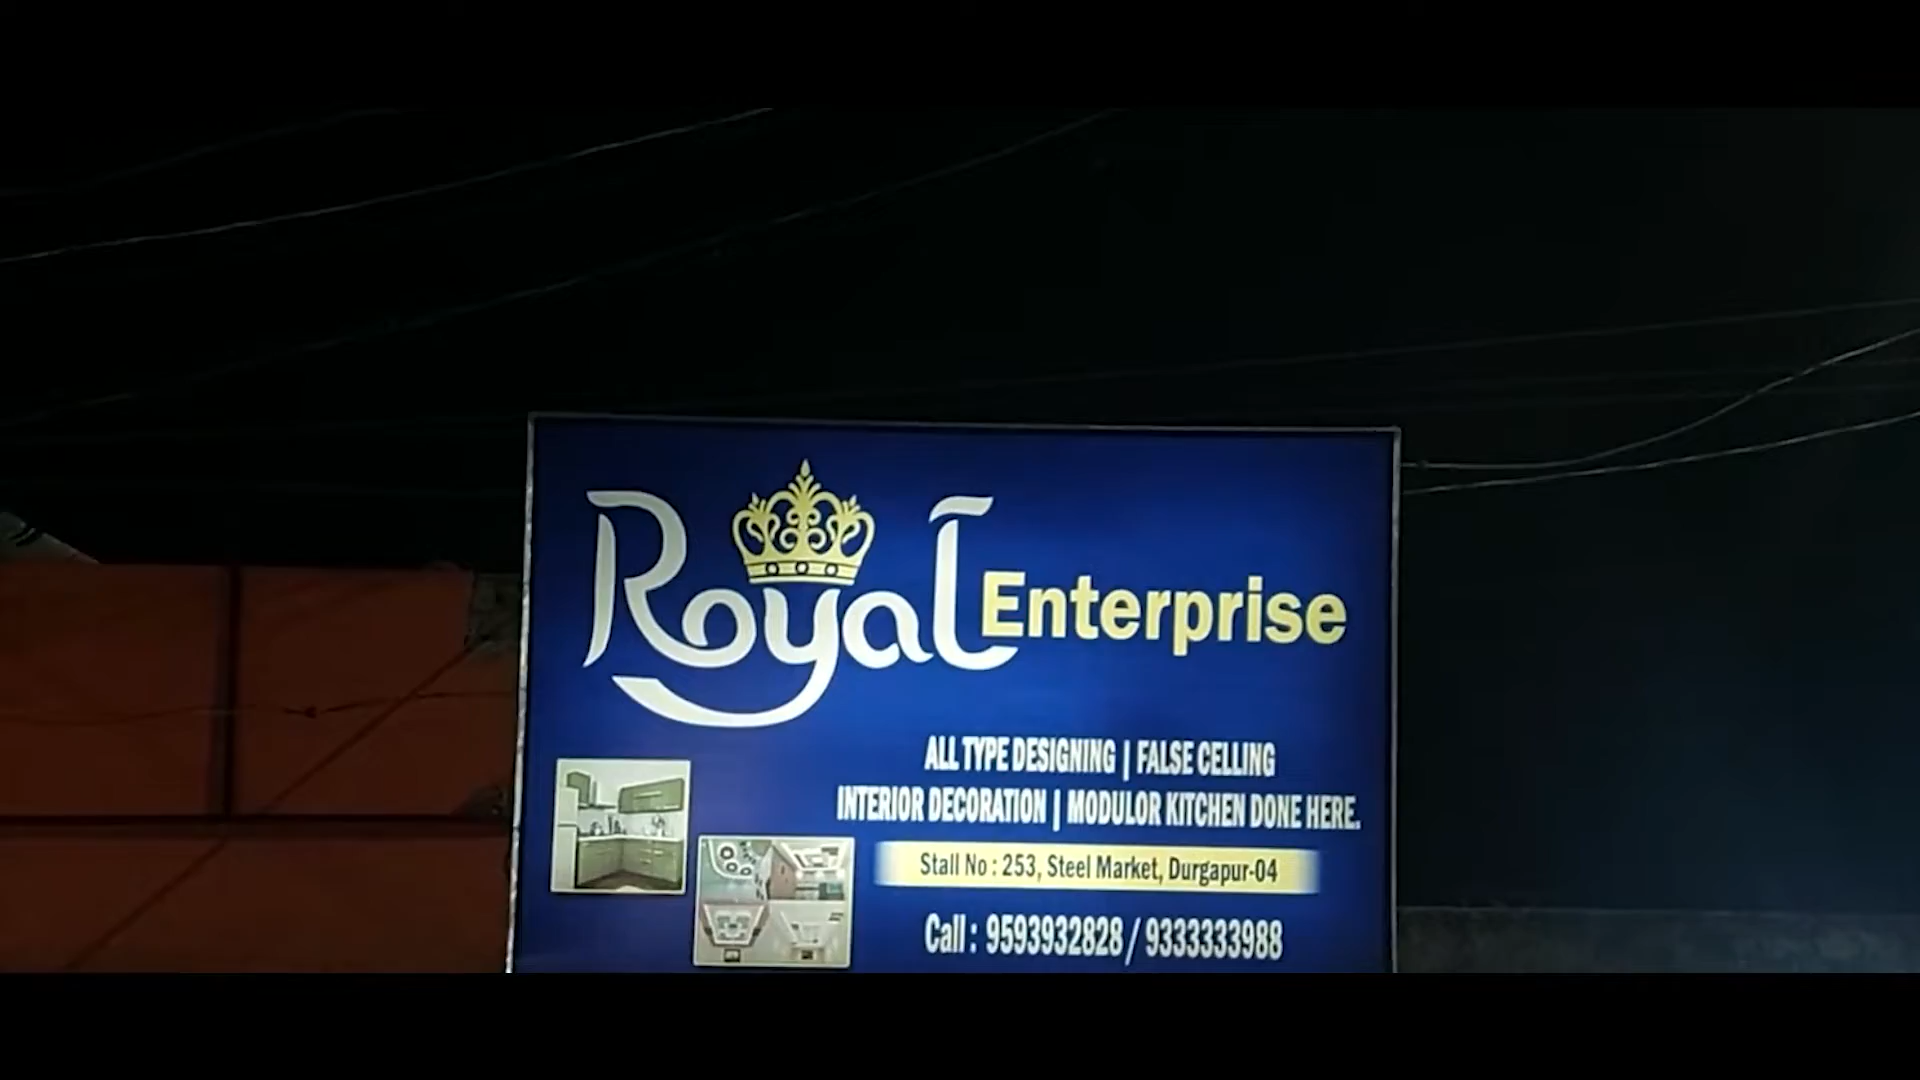 Royal Enterprise
ALL TYPE DESIGNING | FALSE CELLING
INTERIOR DECORATION | MODULOR KITCHEN DONE HERE.
Stall No : 253, Steel Market, Durgapur-04
Call : 9593932828 / 9333333988